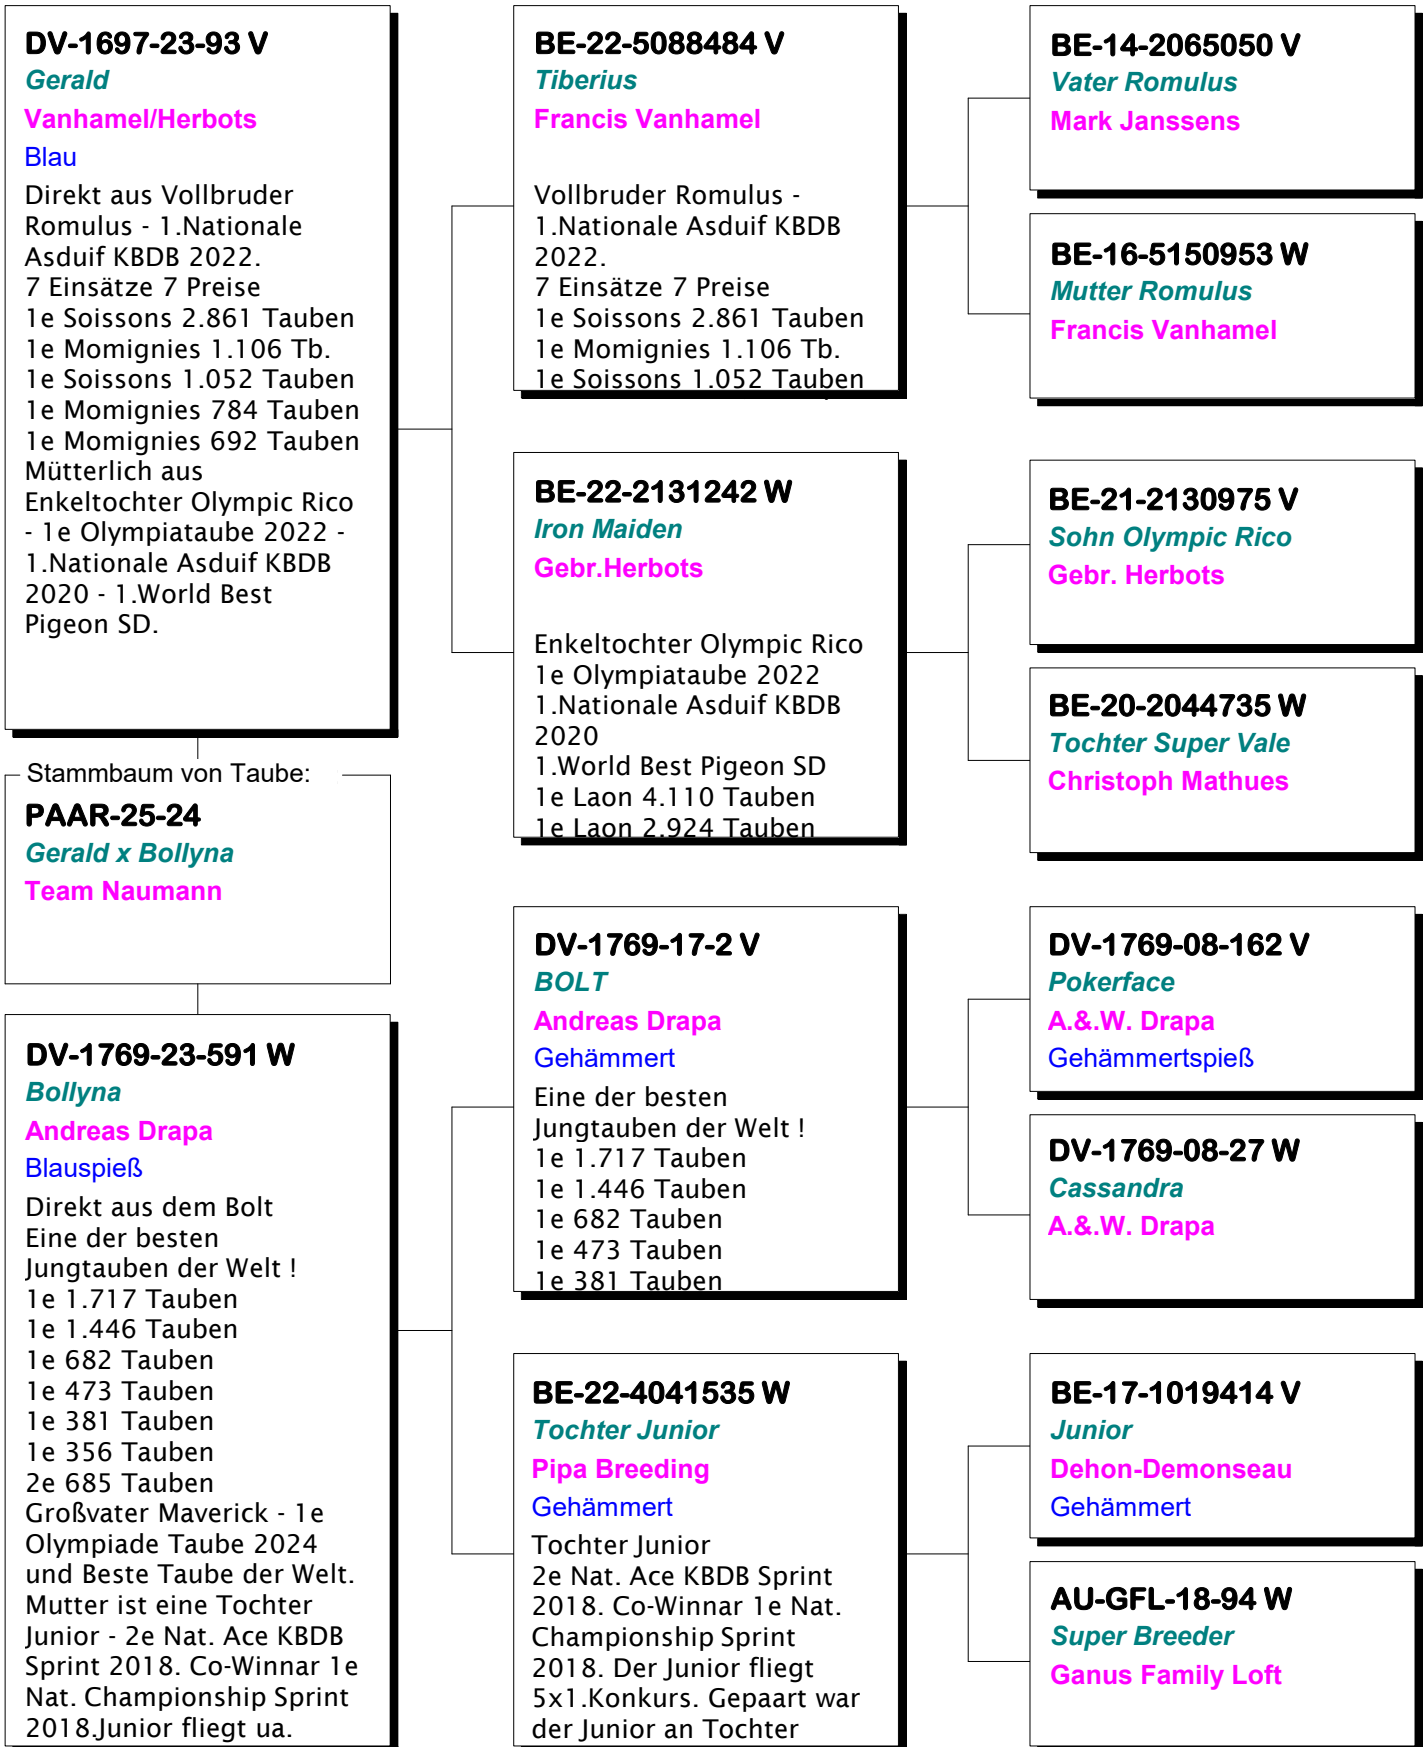 DV-1697-23-93 V
Gerald
Vanhamel/Herbots
Blau
Direkt aus Vollbruder
Romulus - 1.Nationale
Asduif KBDB 2022.
7 Einsätze 7 Preise
1e Soissons 2.861 Tauben
1e Momignies 1.106 Tb.
1e Soissons 1.052 Tauben
1e Momignies 784 Tauben
1e Momignies 692 Tauben
Mütterlich aus
Enkeltochter Olympic Rico
- 1e Olympiataube 2022 -
1.Nationale Asduif KBDB
2020 - 1.World Best
Pigeon SD.
Stammbaum von Taube:
PAAR-25-24
Gerald x Bollyna
Team Naumann
DV-1769-23-591 W
Bollyna
Andreas Drapa
Blauspieß
Direkt aus dem Bolt
Eine der besten
Jungtauben der Welt !
1e 1.717 Tauben
1e 1.446 Tauben
1e 682 Tauben
1e 473 Tauben
1e 381 Tauben
1e 356 Tauben
2e 685 Tauben
Großvater Maverick - 1e
Olympiade Taube 2024
und Beste Taube der Welt.
Mutter ist eine Tochter
Junior - 2e Nat. Ace KBDB
Sprint 2018. Co-Winnar 1e
Nat. Championship Sprint
2018.Junior fliegt ua.
BE-22-5088484 V
Tiberius
Francis Vanhamel
Vollbruder Romulus -
1.Nationale Asduif KBDB
2022.
7 Einsätze 7 Preise
1e Soissons 2.861 Tauben
1e Momignies 1.106 Tb.
1e Soissons 1.052 Tauben
BE-22-2131242 W
Iron Maiden
Gebr.Herbots
Enkeltochter Olympic Rico
1e Olympiataube 2022
1.Nationale Asduif KBDB
2020
1.World Best Pigeon SD
1e Laon 4.110 Tauben
1e Laon 2.924 Tauben
DV-1769-17-2 V
BOLT
Andreas Drapa
Gehämmert
Eine der besten
Jungtauben der Welt !
1e 1.717 Tauben
1e 1.446 Tauben
1e 682 Tauben
1e 473 Tauben
1e 381 Tauben
BE-22-4041535 W
Tochter Junior
Pipa Breeding
Gehämmert
Tochter Junior
2e Nat. Ace KBDB Sprint
2018. Co-Winnar 1e Nat.
Championship Sprint
2018. Der Junior fliegt
5x1.Konkurs. Gepaart war
der Junior an Tochter
BE-14-2065050 V
Vater Romulus
Mark Janssens
BE-16-5150953 W
Mutter Romulus
Francis Vanhamel
BE-21-2130975 V
Sohn Olympic Rico
Gebr. Herbots
BE-20-2044735 W
Tochter Super Vale
Christoph Mathues
DV-1769-08-162 V
Pokerface
A.&.W. Drapa
Gehämmertspieß
DV-1769-08-27 W
Cassandra
A.&.W. Drapa
BE-17-1019414 V
Junior
Dehon-Demonseau
Gehämmert
AU-GFL-18-94 W
Super Breeder
Ganus Family Loft